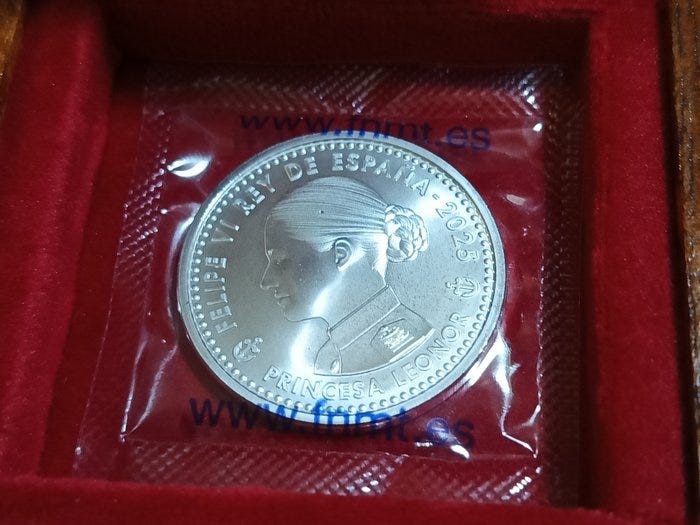 www.fnmt.es
FELIPE VI REY DE ESPAÑA - 2025
PRINCESA LEONOR
www.fnmt.es